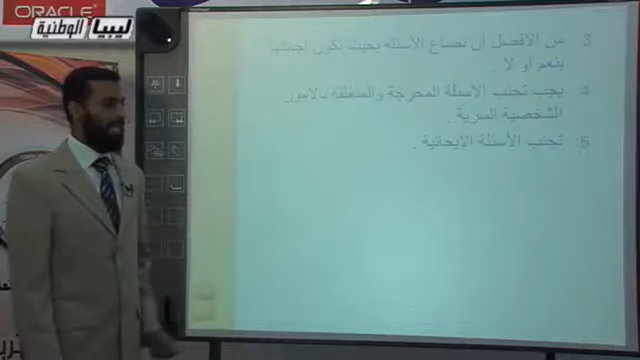 ORACLE
ليبيا الوطنية
3 من الافضل ان تصاغ الأسئلة بحيث تكون اجابتها
بنعم او لا
4 يجب تجنب الأسئلة المحرجة والمتعلقة بالامور
الشخصية السرية .
5 تجنب الأسئلة الإيحائية .